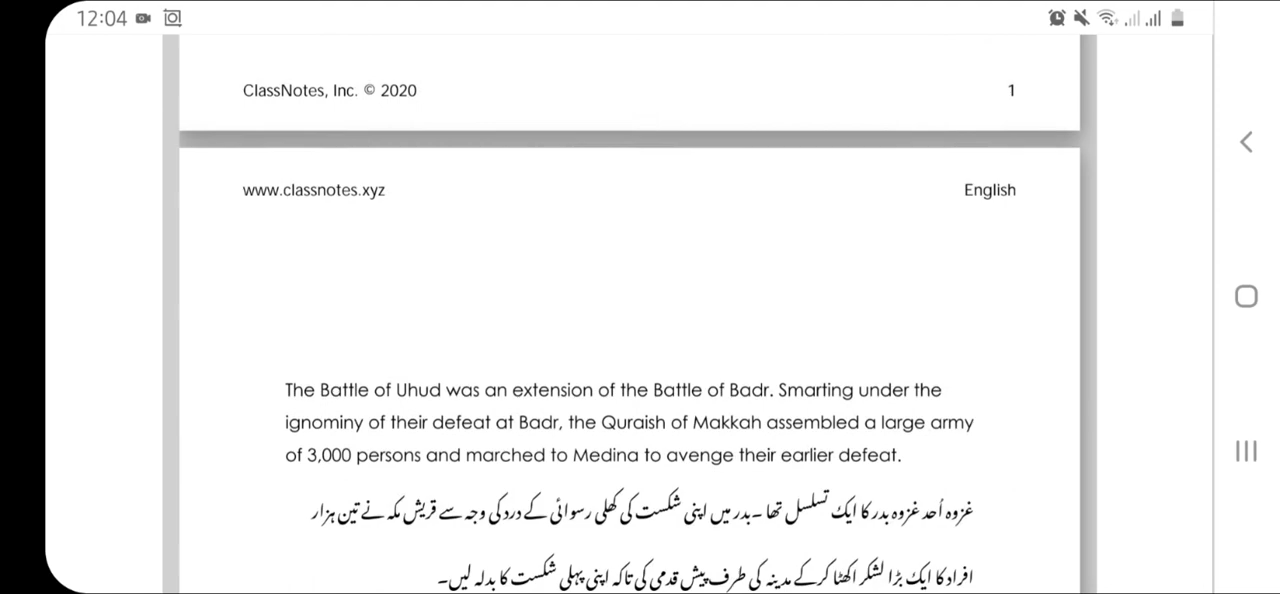 12:04
ClassNotes, Inc. © 2020 1
www.classnotes.xyz English
The Battle of Uhud was an extension of the Battle of Badr. Smarting under the
ignominy of their defeat at Badr, the Quraish of Makkah assembled a large army
of 3,000 persons and marched to Medina to avenge their earlier defeat.
غزوہ اُحد غزوہ بدر کا ایک تسلسل تھا۔ بدر میں اپنی شکست کی کھلی رسوائی کے درد کی وجہ سے قریش مکہ نے تین ہزار
افراد کا ایک بڑا لشکر اکھٹا کر کے مدینہ کی طرف پیش قدمی کی تاکہ اپنی پہلی شکست کا بدلہ لیں۔